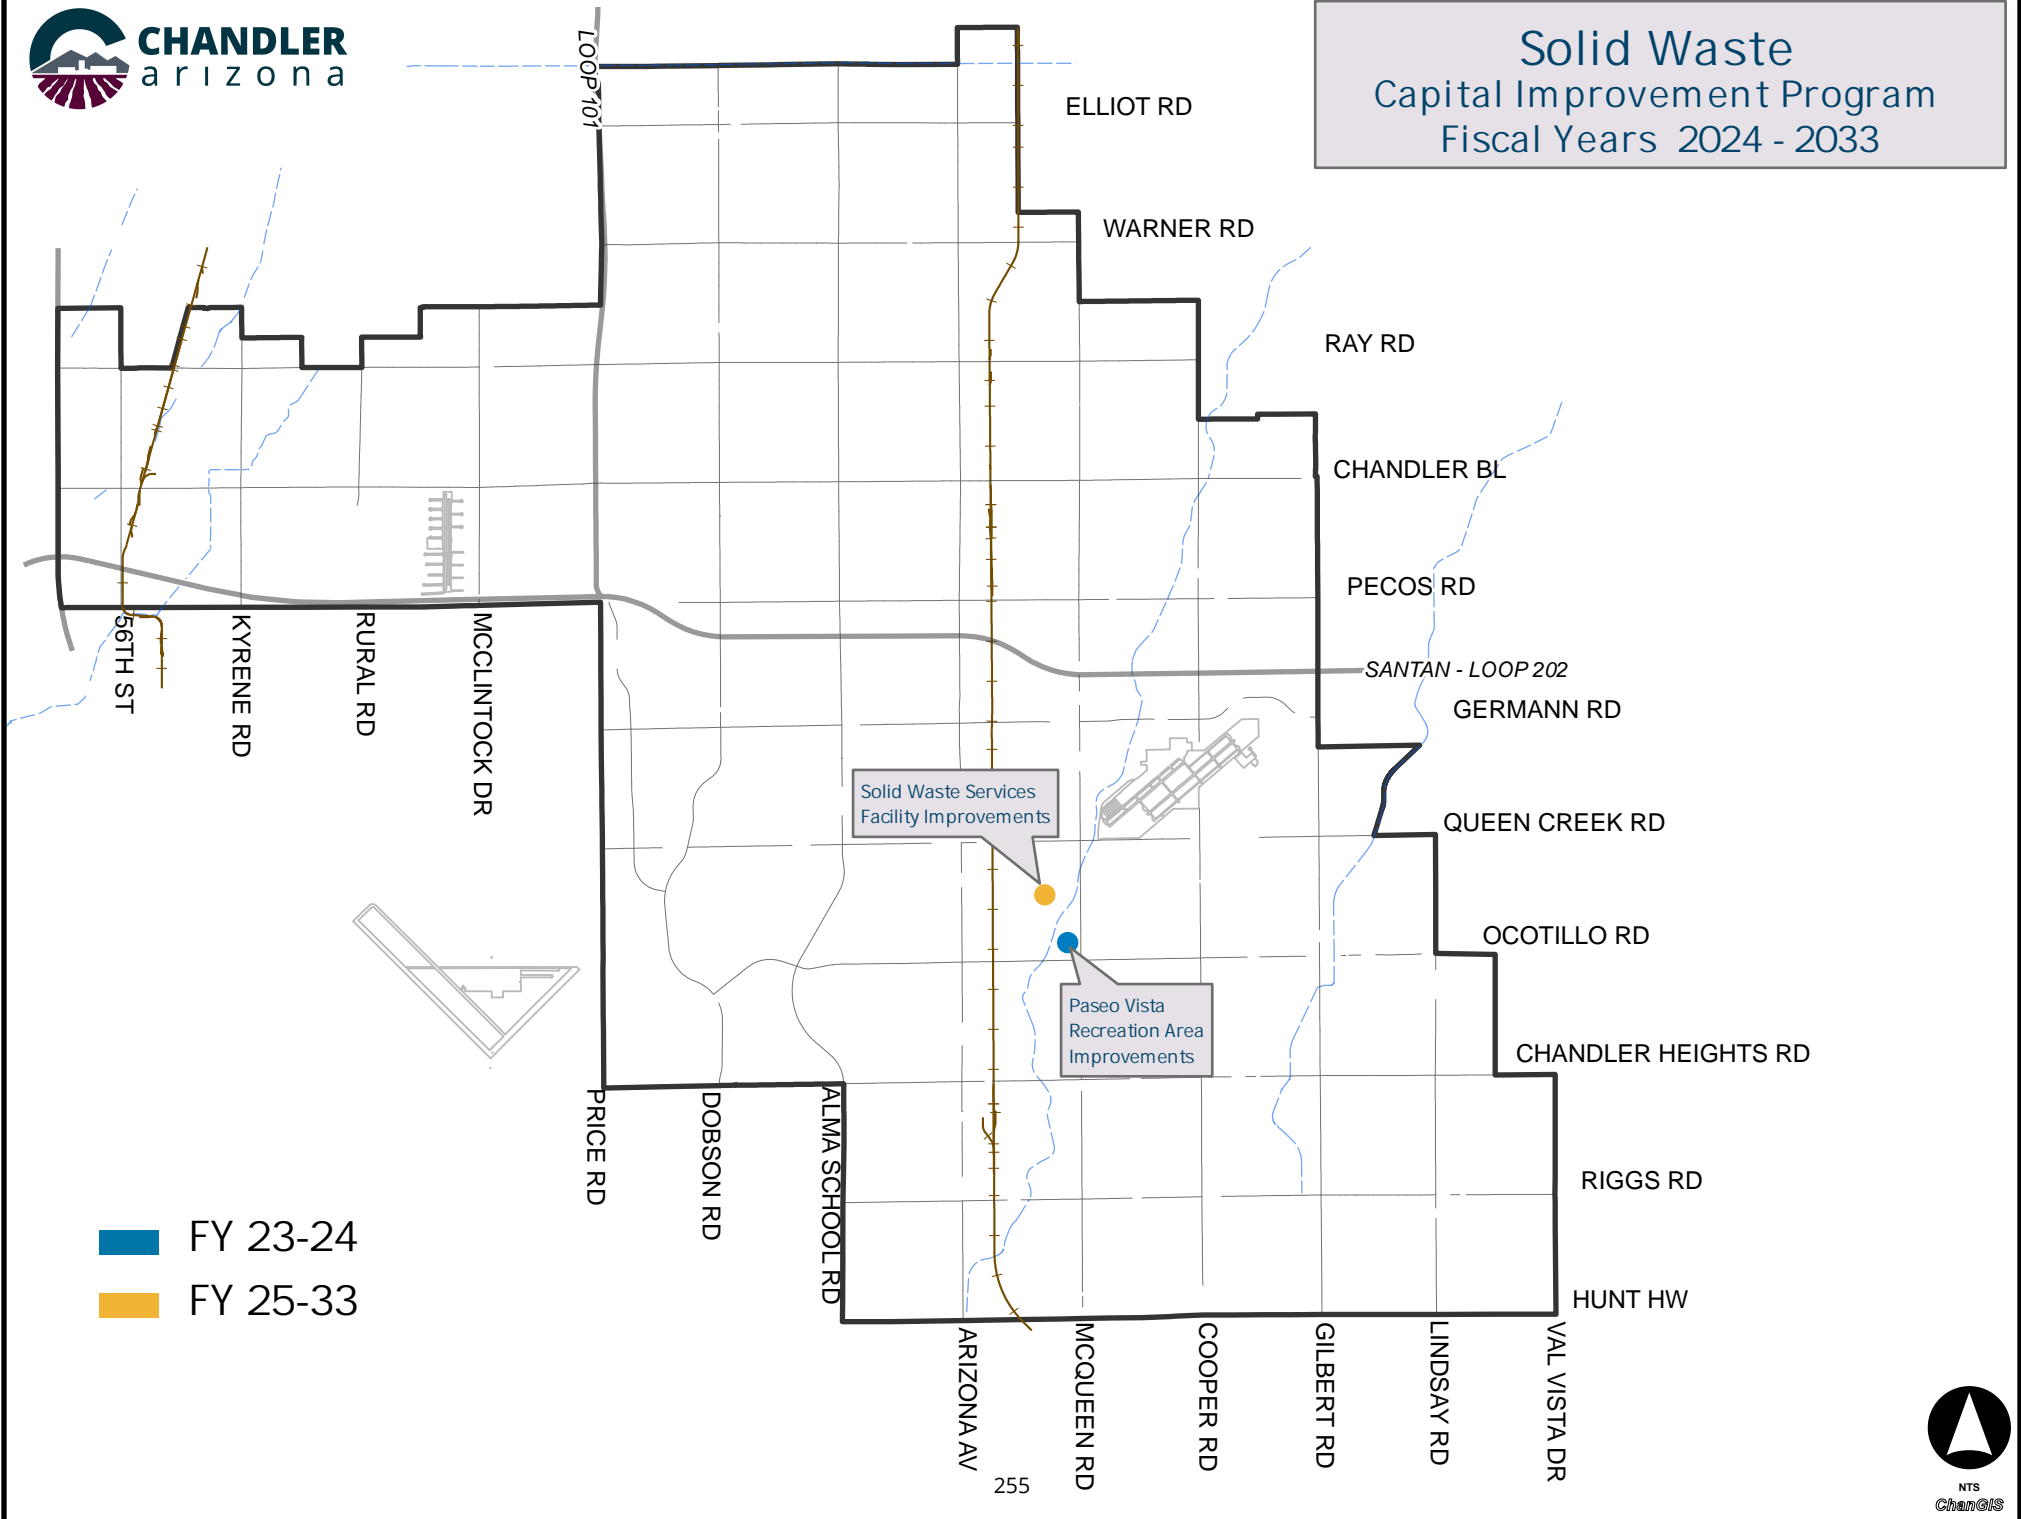 CHANDLER
arizona
Solid Waste
Capital Improvement Program
Fiscal Years 2024 - 2033
LOOP 101
ELLIOT RD
WARNER RD
RAY RD
CHANDLER BL
PECOS RD
SANTAN - LOOP 202
GERMANN RD
QUEEN CREEK RD
OCOTILLO RD
CHANDLER HEIGHTS RD
RIGGS RD
HUNT HW
56TH ST
KYRENE RD
RURAL RD
MCCLINTOCK DR
Solid Waste Services
Facility Improvements
Paseo Vista
Recreation Area
Improvements
PRICE RD
DOBSON RD
ALMA SCHOOL RD
FY 23-24
FY 25-33
ARIZONA AV
MCQUEEN RD
COOPER RD
GILBERT RD
LINDSAY RD
VAL VISTA DR
255
NTS
ChanGIS